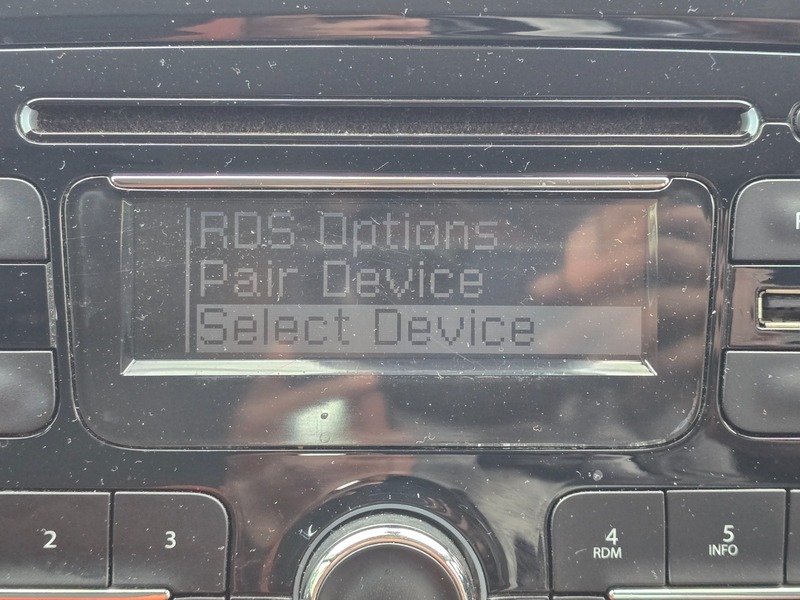 RDS Options
Pair Device
Select Device
2
3
4
RDM
5
INFO